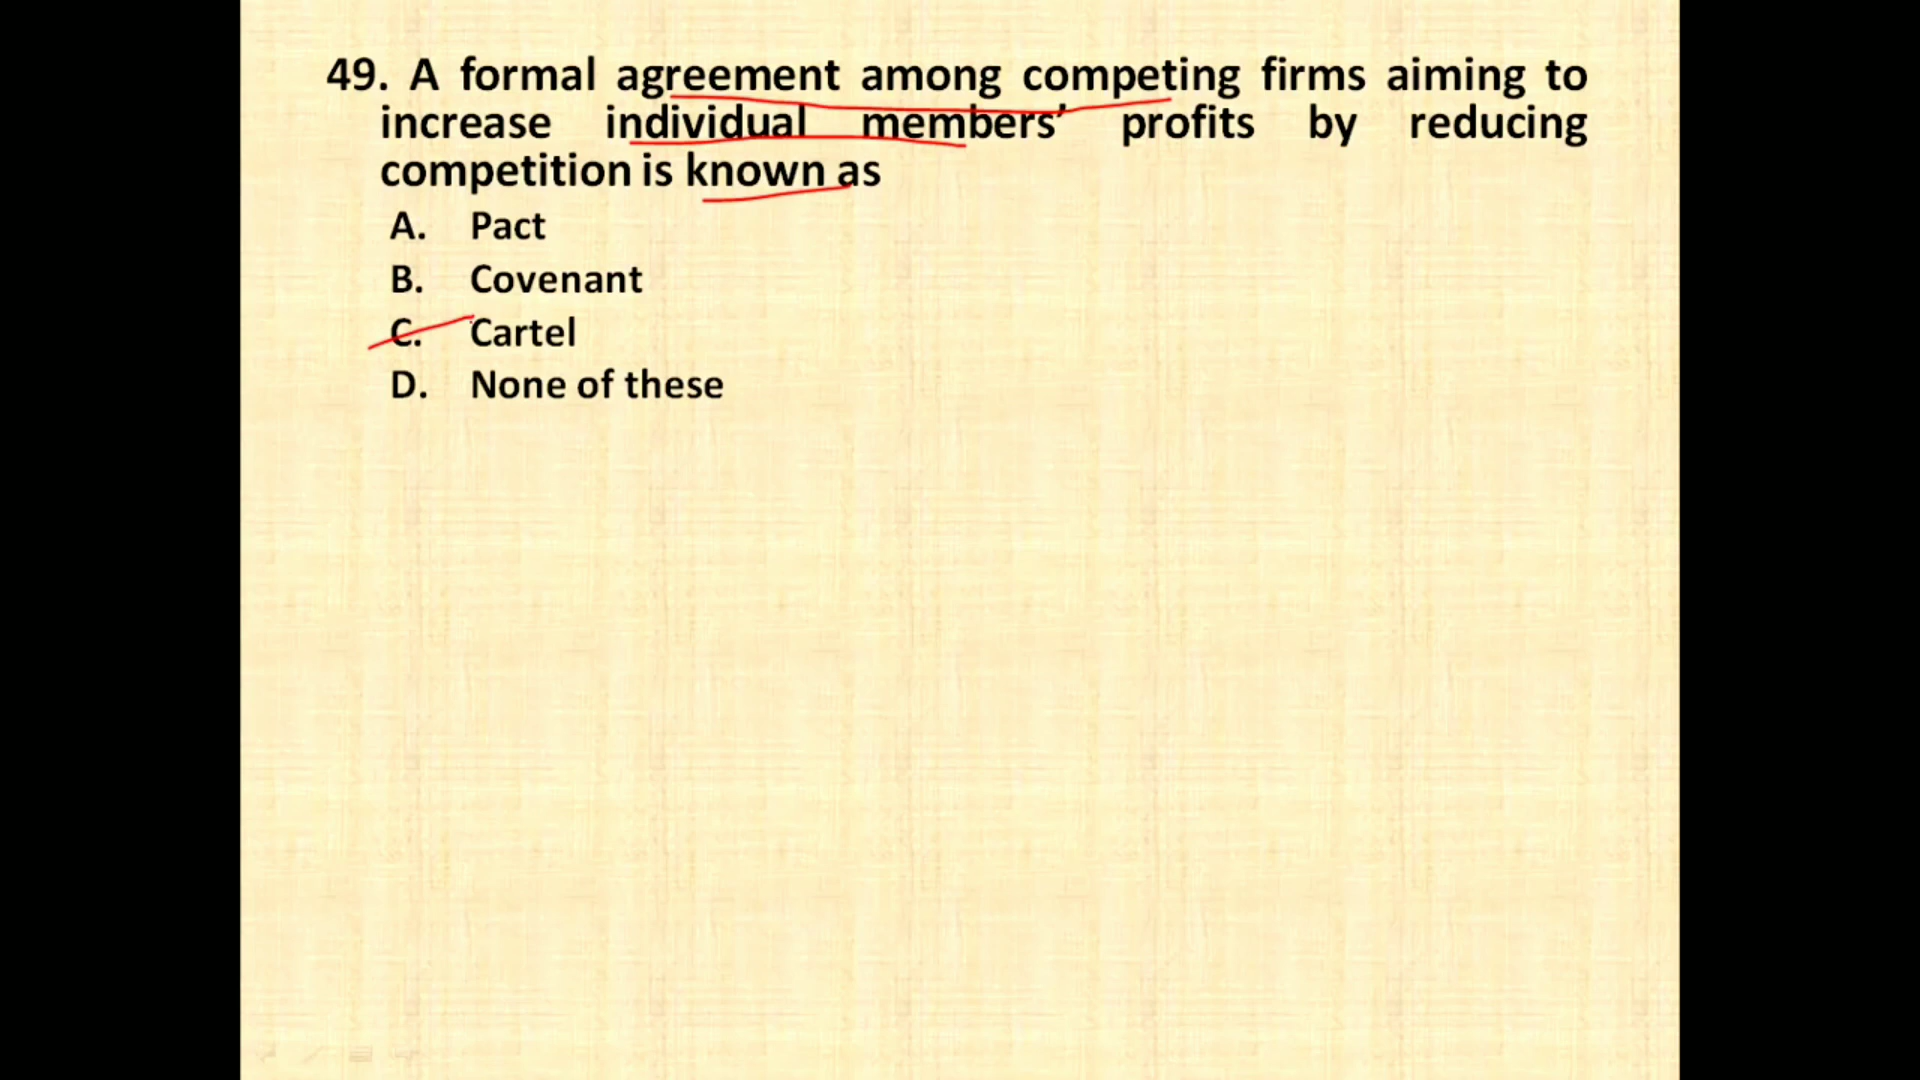 49. A formal agreement among competing firms aiming to
increase individual members' profits by reducing
competition is known as
A. Pact
B. Covenant
C. Cartel
D. None of these